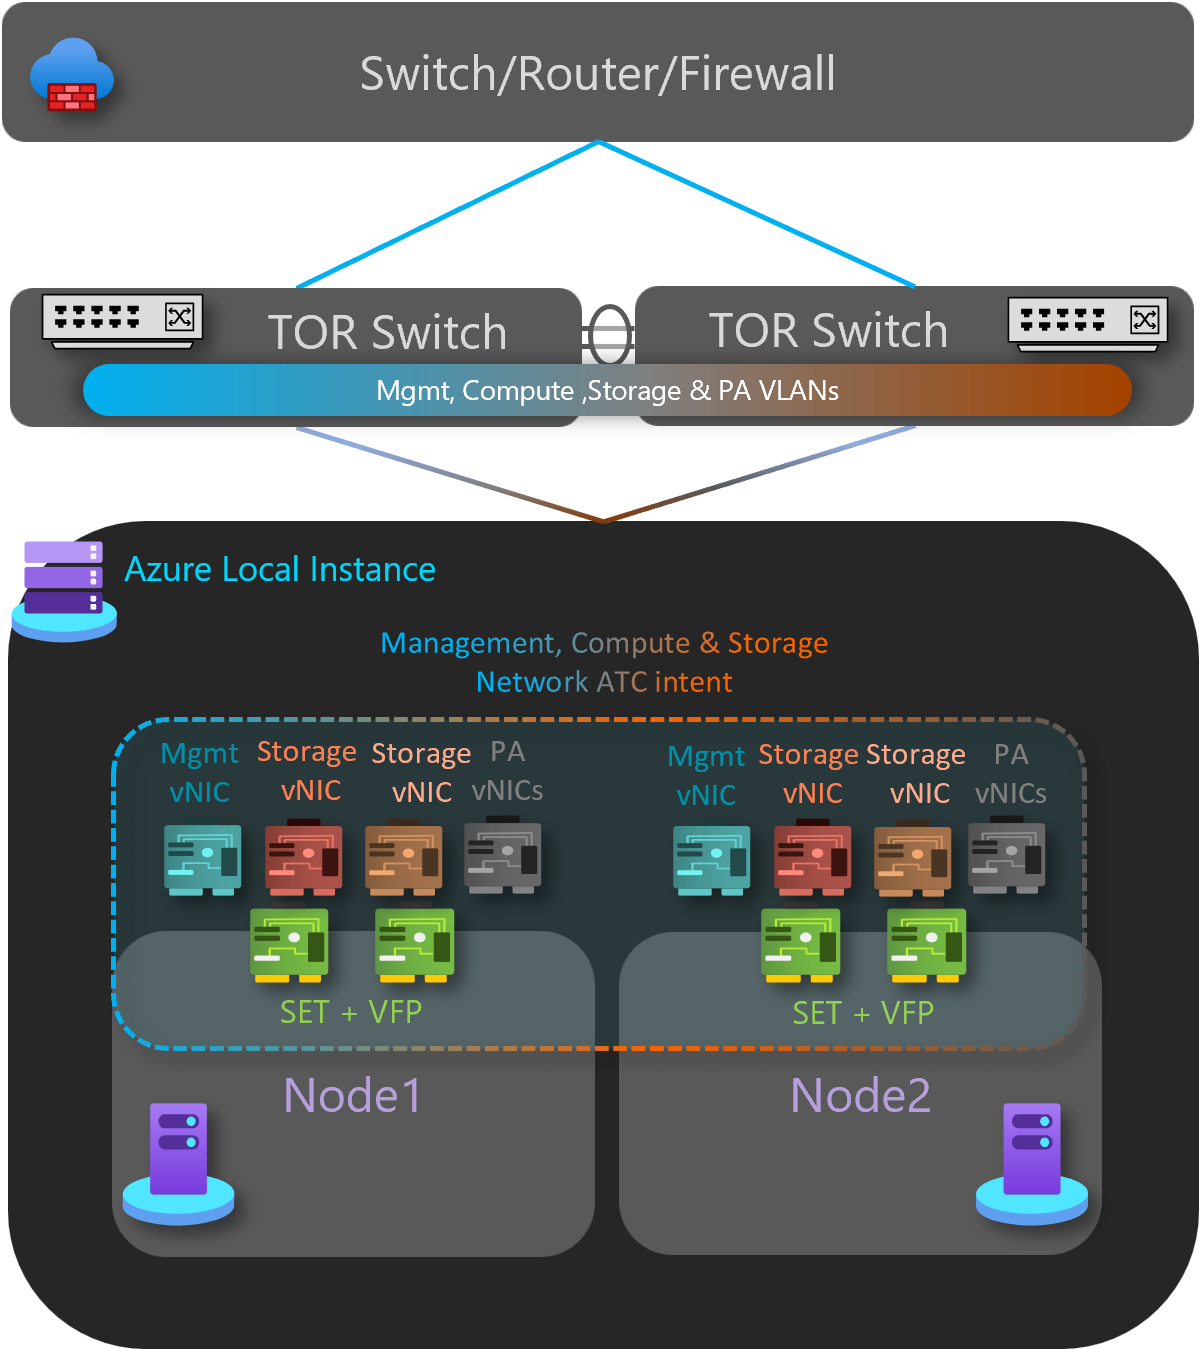 Switch/Router/Firewall
TOR Switch
TOR Switch
Mgmt, Compute ,Storage & PA VLANs
Azure Local Instance
Management, Compute & Storage
Network ATC intent
Mgmt
vNIC
Storage
vNIC
Storage
vNIC
PA
vNICs
Mgmt
vNIC
Storage
vNIC
Storage
vNIC
PA
vNICs
SET + VFP
SET + VFP
Node1
Node2